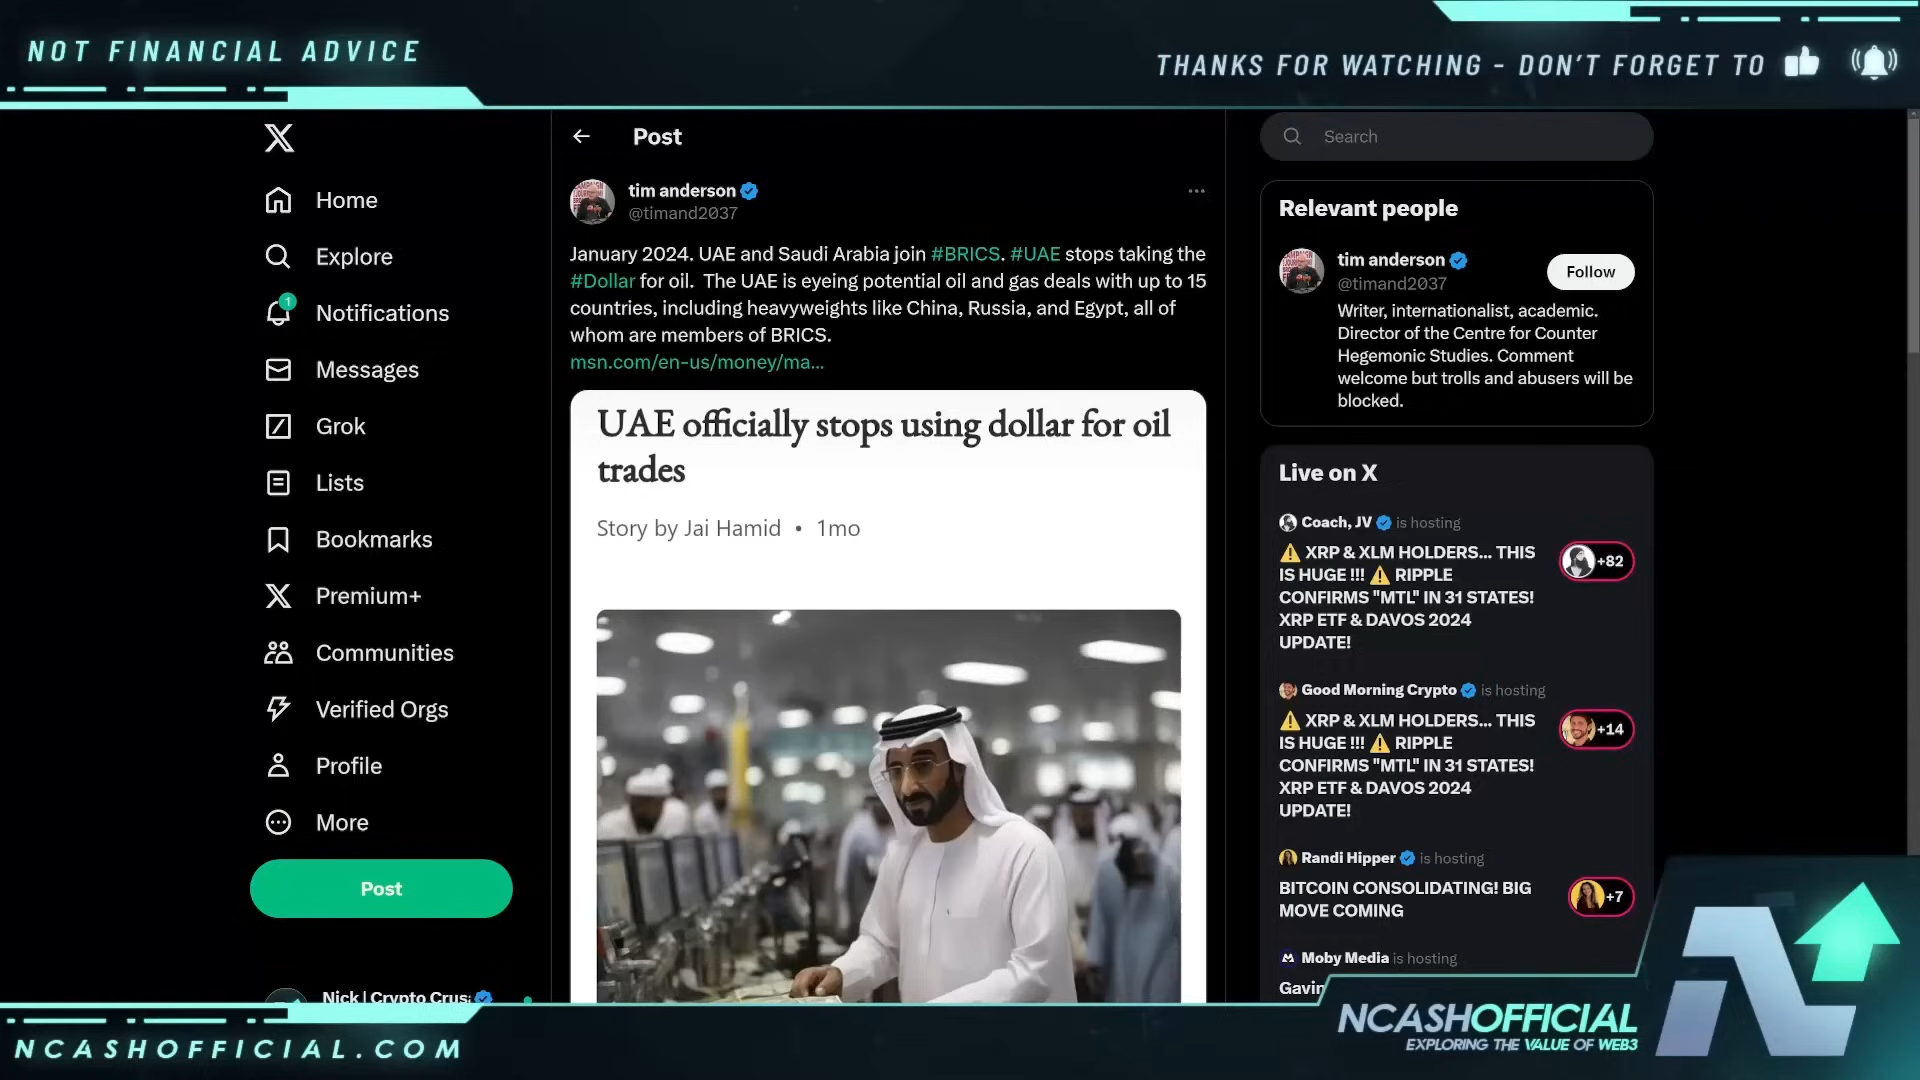 NOT FINANCIAL ADVICE
THANKS FOR WATCHING - DON'T FORGET TO
Home
Explore
1
Notifications
Messages
Grok
Lists
Bookmarks
Premium+
Communities
Verified Orgs
Profile
More
Post
Nick | Crypto Crus
Post
tim anderson
@timand2037
January 2024. UAE and Saudi Arabia join #BRICS. #UAE stops taking the
#Dollar for oil. The UAE is eyeing potential oil and gas deals with up to 15
countries, including heavyweights like China, Russia, and Egypt, all of
whom are members of BRICS.
msn.com/en-us/money/ma...
UAE officially stops using dollar for oil
trades
Story by Jai Hamid • 1mo
Search
Relevant people
tim anderson
@timand2037
Follow
Writer, internationalist, academic.
Director of the Centre for Counter
Hegemonic Studies. Comment
welcome but trolls and abusers will be
blocked.
Live on X
Coach, JV is hosting
⚠️ XRP & XLM HOLDERS... THIS
IS HUGE !!! ⚠️ RIPPLE
CONFIRMS "MTL" IN 31 STATES!
XRP ETF & DAVOS 2024
UPDATE!
+82
Good Morning Crypto is hosting
⚠️ XRP & XLM HOLDERS... THIS
IS HUGE !!! ⚠️ RIPPLE
CONFIRMS "MTL" IN 31 STATES!
XRP ETF & DAVOS 2024
UPDATE!
+14
Randi Hipper is hosting
BITCOIN CONSOLIDATING! BIG
MOVE COMING
+7
Moby Media is hosting
Gavin
NCASHOFFICIAL.COM
NCASHOFFICIAL
EXPLORING THE VALUE OF WEB3